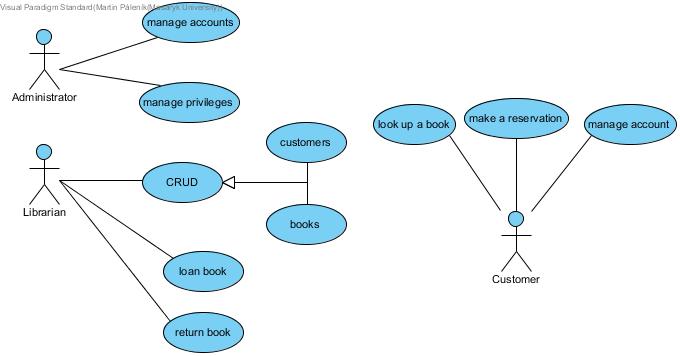 Visual Paradigm Standard(Martin Páleník(Masaryk University))
manage accounts
Administrator
manage privileges
customers
look up a book
make a reservation
manage account
CRUD
Librarian
books
loan book
Customer
return book